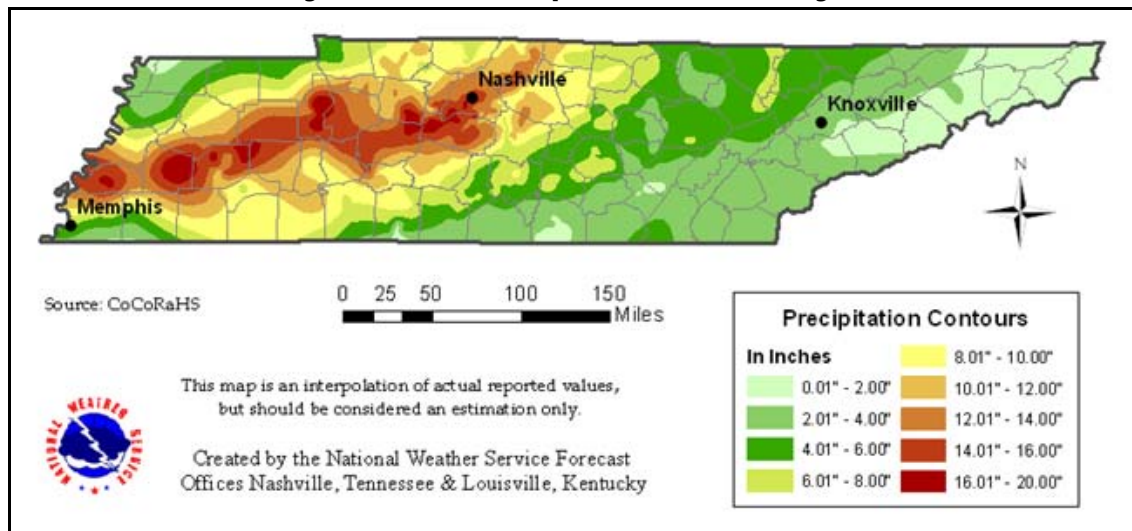 Nashville
Knoxville
Memphis
N
Source: CoCoRaHS
0 25 50 100 150
Miles
This map is an interpolation of actual reported values,
but should be considered an estimation only.
NATIONAL WEATHER SERVICE
Created by the National Weather Service Forecast
Offices Nashville, Tennessee & Louisville, Kentucky
Precipitation Contours
In Inches
0.01" - 2.00"
2.01" - 4.00"
4.01" - 6.00"
6.01" - 8.00"
8.01" - 10.00"
10.01" - 12.00"
12.01" - 14.00"
14.01" - 16.00"
16.01" - 20.00"